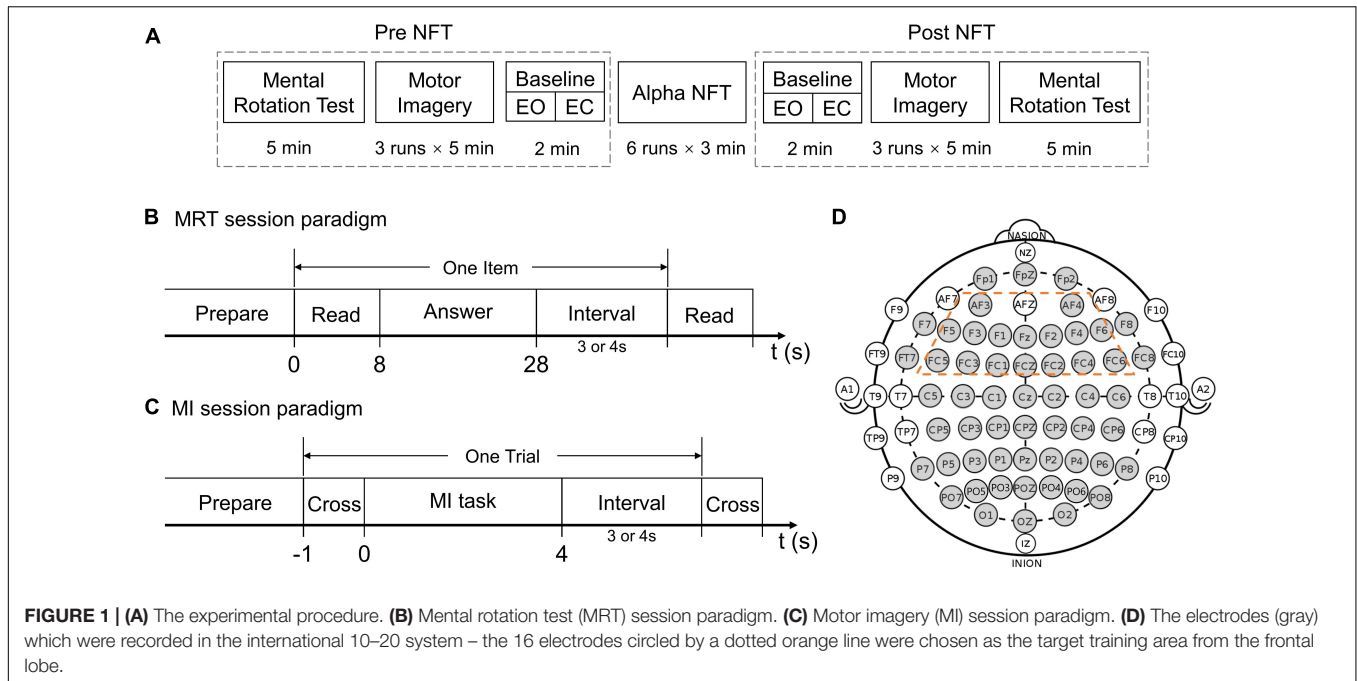 A
Pre NFT
Post NFT
Mental
Rotation Test
Motor
Imagery
Baseline
EO EC
Alpha NFT
Baseline
EO EC
Motor
Imagery
Mental
Rotation Test
5 min
3 runs × 5 min
2 min
6 runs × 3 min
2 min
3 runs × 5 min
5 min
B MRT session paradigm
One Item
Prepare Read Answer Interval Read
3 or 4s
t (s)
0 8 28
C MI session paradigm
One Trial
Prepare Cross MI task Interval Cross
3 or 4s
t (s)
-1 0 4
D
NASION
NZ
Fp1 FpZ Fp2
AF7 AF3 AFZ AF4 AF8
F9 F7 F5 F3 F1 Fz F2 F4 F6 F8 F10
FT9 FT7 FC5 FC3 FC1 FCZ FC2 FC4 FC6 FC8 FC10
A1 T9 T7 C5 C3 C1 Cz C2 C4 C6 T8 T10 A2
TP9 TP7 CP5 CP3 CP1 CPZ CP2 CP4 CP6 CP8 CP10
P9 P7 P5 P3 P1 Pz P2 P4 P6 P8 P10
PO7 PO5 PO3 POZ PO4 PO6 PO8
O1 OZ O2
IZ
INION
FIGURE 1 | (A) The experimental procedure. (B) Mental rotation test (MRT) session paradigm. (C) Motor imagery (MI) session paradigm. (D) The electrodes (gray)
which were recorded in the international 10–20 system – the 16 electrodes circled by a dotted orange line were chosen as the target training area from the frontal
lobe.